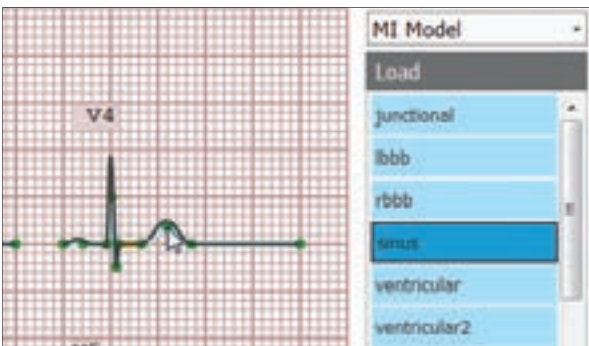 MI Model
Load
V4
junctional
lbbb
rbbb
sinus
ventricular
ventricular2